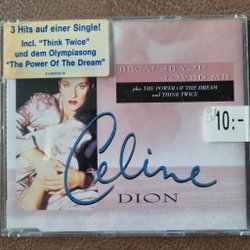 3 Hits auf einer Single!
Incl. "Think Twice"
und dem Olympiasong
"The Power Of The Dream"
BECAUSE YOU
LOVED ME
plus THE POWER OF THE DREAM
and THINK TWICE
10:-
Celine
DION